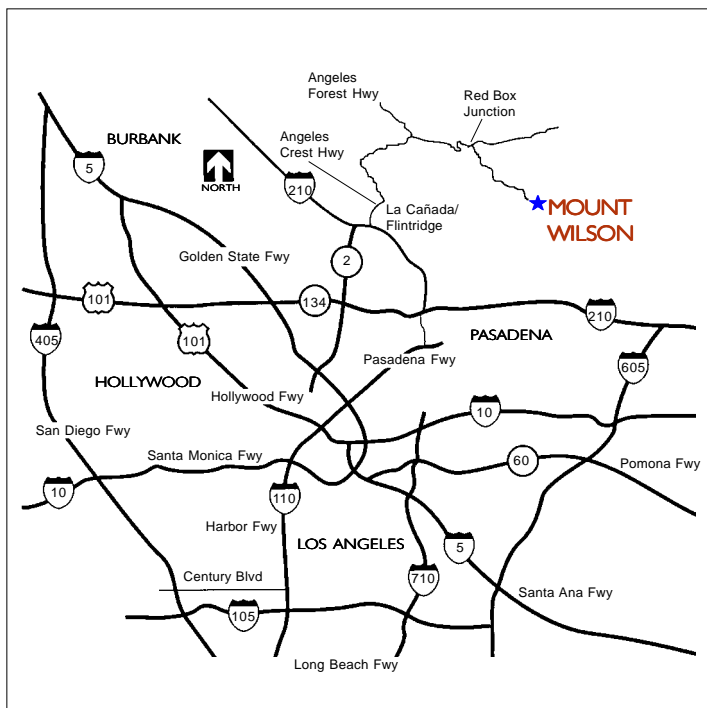 Angeles
Forest Hwy
Red Box
Junction
BURBANK
Angeles
Crest Hwy
5
NORTH
210
La Cañada/
Flintridge
MOUNT
WILSON
Golden State Fwy
2
101
134
210
405
101
PASADENA
Pasadena Fwy
605
HOLLYWOOD
Hollywood Fwy
10
San Diego Fwy
Santa Monica Fwy
60
Pomona Fwy
10
110
Harbor Fwy
LOS ANGELES
5
Century Blvd
710
Santa Ana Fwy
105
Long Beach Fwy